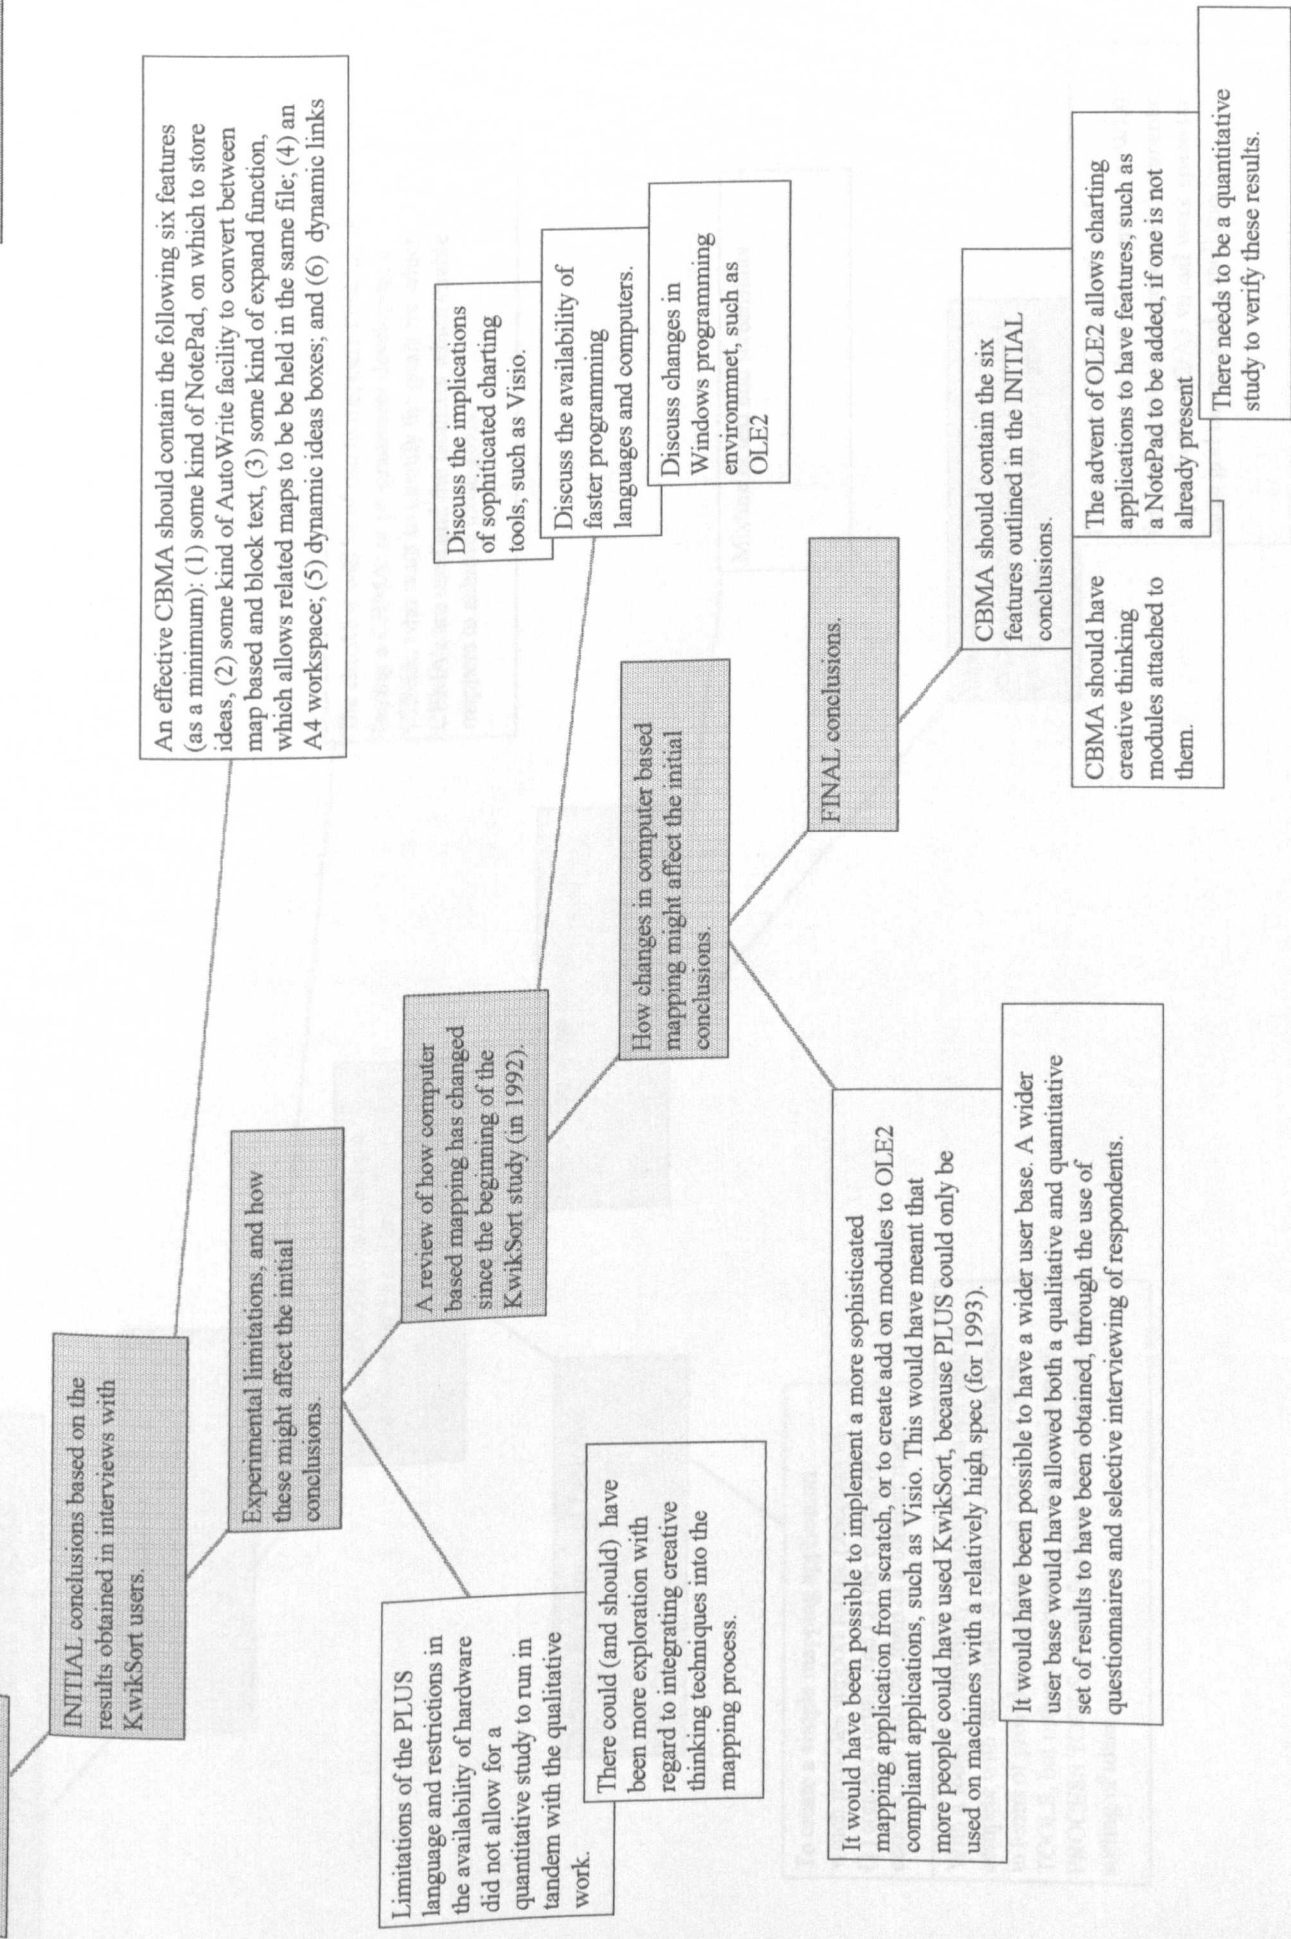 INITIAL conclusions based on the
results obtained in interviews with
KwikSort users.
An effective CBMA should contain the following six features
(as a minimum): (1) some kind of NotePad, on which to store
ideas, (2) some kind of AutoWrite facility to convert between
map based and block text, (3) some kind of expand function,
which allows related maps to be held in the same file; (4) an
A4 workspace; (5) dynamic ideas boxes; and (6) dynamic links
Experimental limitations, and how
these might affect the initial
conclusions.
Limitations of the PLUS
language and restrictions in
the availability of hardware
did not allow for a
quantitative study to run in
tandem with the qualitative
work.
There could (and should) have
been more exploration with
regard to integrating creative
thinking techniques into the
mapping process.
A review of how computer
based mapping has changed
since the beginning of the
KwikSort study (in 1992).
Discuss the implications
of sophiticated charting
tools, such as Visio.
Discuss the availability of
faster programming
languages and computers.
Discuss changes in
Windows programming
environmnet, such as
OLE2
How changes in computer based
mapping might affect the initial
conclusions.
It would have been possible to implement a more sophisticated
mapping application from scratch, or to create add on modules to OLE2
compliant applications, such as Visio. This would have meant that
more people could have used KwikSort, because PLUS could only be
used on machines with a relatively high spec (for 1993).
It would have been possible to have a wider user base. A wider
user base would have allowed both a qualitative and quantitative
set of results to have been obtained, through the use of
questionnaires and selective interviewing of respondents.
FINAL conclusions.
CBMA should contain the six
features outlined in the INITIAL
conclusions.
CBMA should have
creative thinking
modules attached to
them.
The advent of OLE2 allows charting
applications to have features, such as
a NotePad to be added, if one is not
already present
There needs to be a quantitative
study to verify these results.